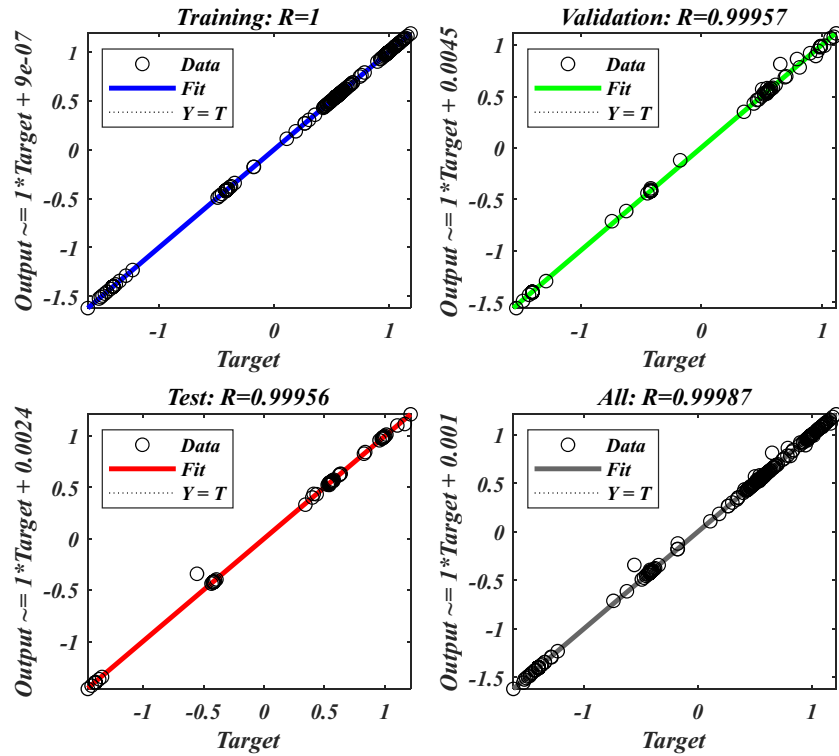 Training: R=1
Output ~= 1*Target + 9e-07
1
0.5
0
-0.5
-1
-1.5
Data
Fit
Y = T
-1
0
1
Target
Validation: R=0.99957
Output ~= 1*Target + 0.0045
1
0.5
0
-0.5
-1
-1.5
Data
Fit
Y = T
-1
0
1
Target
Test: R=0.99956
Output ~= 1*Target + 0.0024
1
0.5
0
-0.5
-1
Data
Fit
Y = T
-1
-0.5
0
0.5
1
Target
All: R=0.99987
Output ~= 1*Target + 0.001
1
0.5
0
-0.5
-1
-1.5
Data
Fit
Y = T
-1
0
1
Target